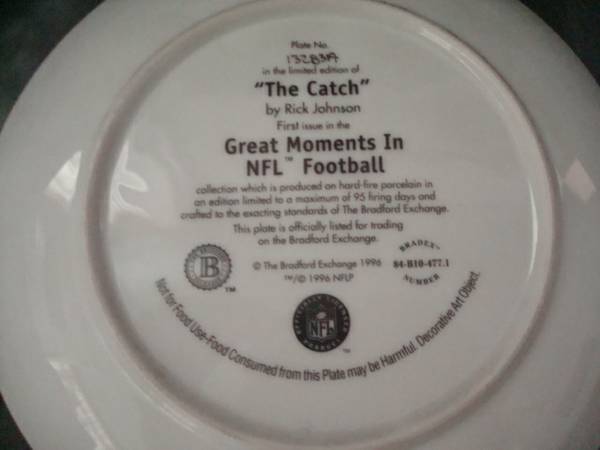 Plate No.
in the limited edition of
"The Catch"
by Rick Johnson
First issue in the
Great Moments In
NFL™ Football
collection which is produced on hard-fire porcelain in
an edition limited to a maximum of 95 firing days and
crafted to the exacting standards of The Bradford Exchange.
This plate is officially listed for trading
on the Bradford Exchange.
B
TM
© The Bradford Exchange 1996
™/© 1996 NFLP
BRADEX™
84-B10-477.1
NUMBER
NFL
Not for Food Use-Food Consumed from this Plate may be Harmful. Decorative Art Object.